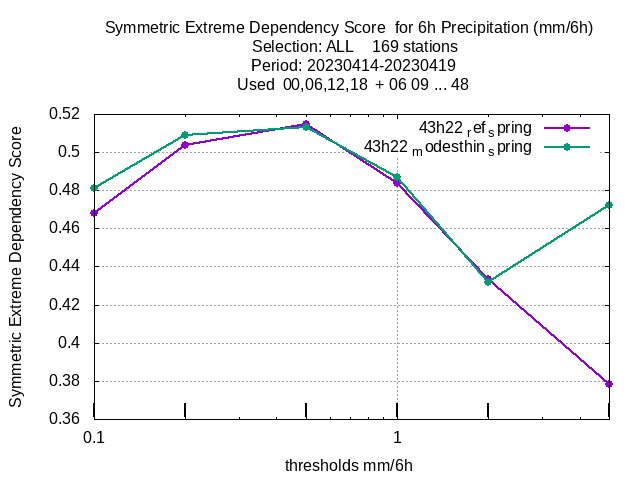 Symmetric Extreme Dependency Score  for 6h Precipitation (mm/6h)
Selection: ALL    169 stations
Period: 20230414-20230419
Used  00,06,12,18  + 06 09 ... 48
43h22 ref spring
43h22 modesthin spring
Symmetric Extreme Dependency Score
0.52
0.5
0.48
0.46
0.44
0.42
0.4
0.38
0.36
0.1
1
thresholds mm/6h